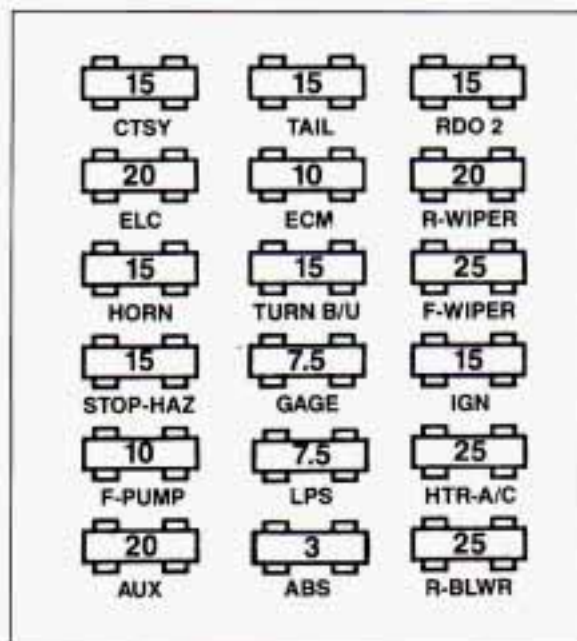 15 15 15
CTSY TAIL RDO 2
20 10 20
ELC ECM R-WIPER
15 15 25
HORN TURN B/U F-WIPER
15 7.5 15
STOP-HAZ GAGE IGN
10 7.5 25
F-PUMP LPS HTR-A/C
20 3 25
AUX ABS R-BLWR